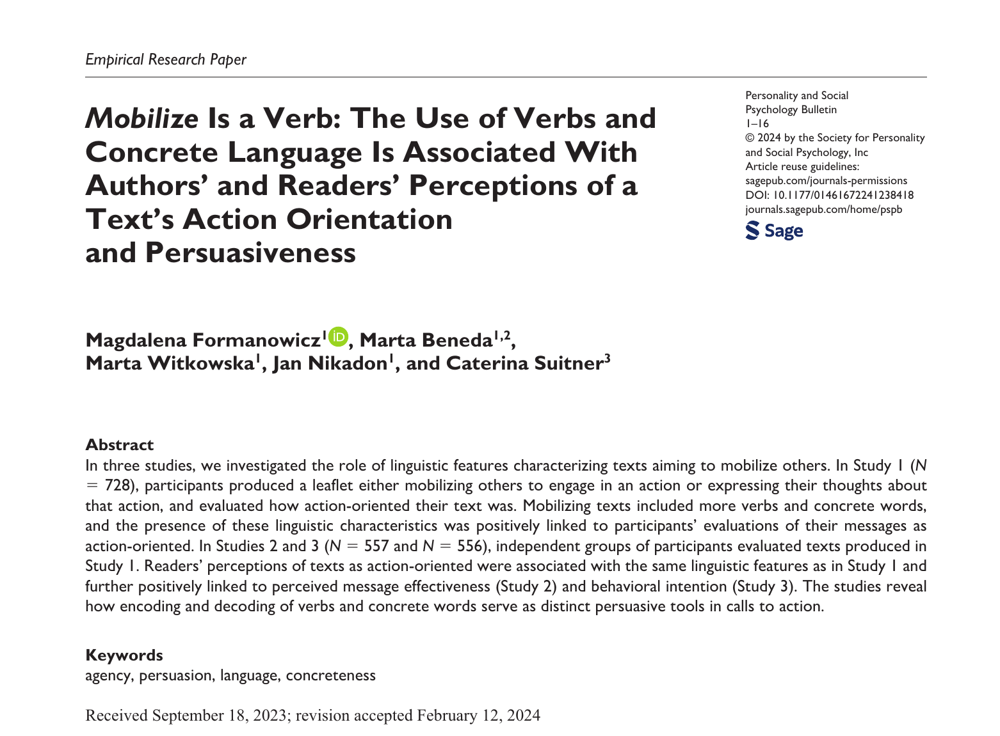 Empirical Research Paper
Mobilize Is a Verb: The Use of Verbs and
Concrete Language Is Associated With
Authors’ and Readers’ Perceptions of a
Text’s Action Orientation
and Persuasiveness
Personality and Social
Psychology Bulletin
1–16
© 2024 by the Society for Personality
and Social Psychology, Inc
Article reuse guidelines:
sagepub.com/journals-permissions
DOI: 10.1177/01461672241238418
journals.sagepub.com/home/pspb
Sage
Magdalena Formanowicz1 iD, Marta Beneda1,2,
Marta Witkowska1, Jan Nikadon1, and Caterina Suitner3
Abstract
In three studies, we investigated the role of linguistic features characterizing texts aiming to mobilize others. In Study 1 (N
= 728), participants produced a leaflet either mobilizing others to engage in an action or expressing their thoughts about
that action, and evaluated how action-oriented their text was. Mobilizing texts included more verbs and concrete words,
and the presence of these linguistic characteristics was positively linked to participants’ evaluations of their messages as
action-oriented. In Studies 2 and 3 (N = 557 and N = 556), independent groups of participants evaluated texts produced in
Study 1. Readers’ perceptions of texts as action-oriented were associated with the same linguistic features as in Study 1 and
further positively linked to perceived message effectiveness (Study 2) and behavioral intention (Study 3). The studies reveal
how encoding and decoding of verbs and concrete words serve as distinct persuasive tools in calls to action.
Keywords
agency, persuasion, language, concreteness
Received September 18, 2023; revision accepted February 12, 2024